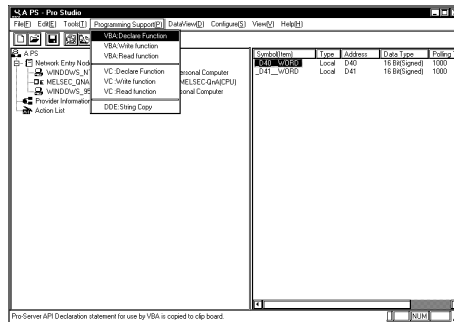 A PS - Pro Studio
File(F) Edit(E) Tools(T) Programming Support(P) DataView(D) Configure(S) View(V) Help(H)
VBA:Declare Function
VBA:Write function
VBA:Read function
VC :Declare Function
VC :Write function
VC :Read function
DDE:String Copy
A PS
Network Entry Node
WINDOWS_N ersonal Computer
MELSEC_QNA MELSEC-QnA(CPU)
WINDOWS_95 sonal Computer
Provider Information
Action List
Symbol(Item) Type Address Data Type Polling
_D40__WORD Local D40 16 Bit(Signed) 1000
_D41__WORD Local D41 16 Bit(Signed) 1000
Pro-Server API Declaration statement for use by VBA is copied to clip board.
NUM